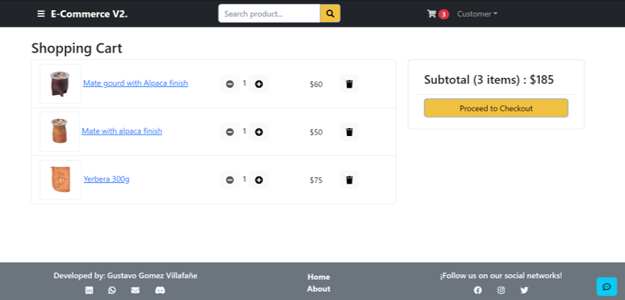 E-Commerce V2.
Search product...
3 Customer
Shopping Cart
Mate gourd with Alpaca finish 1 $60
Mate with alpaca finish 1 $50
Yerbera 300g 1 $75
Subtotal (3 items) : $185
Proceed to Checkout
Developed by: Gustavo Gomez Villafañe
Home
About
¡Follow us on our social networks!